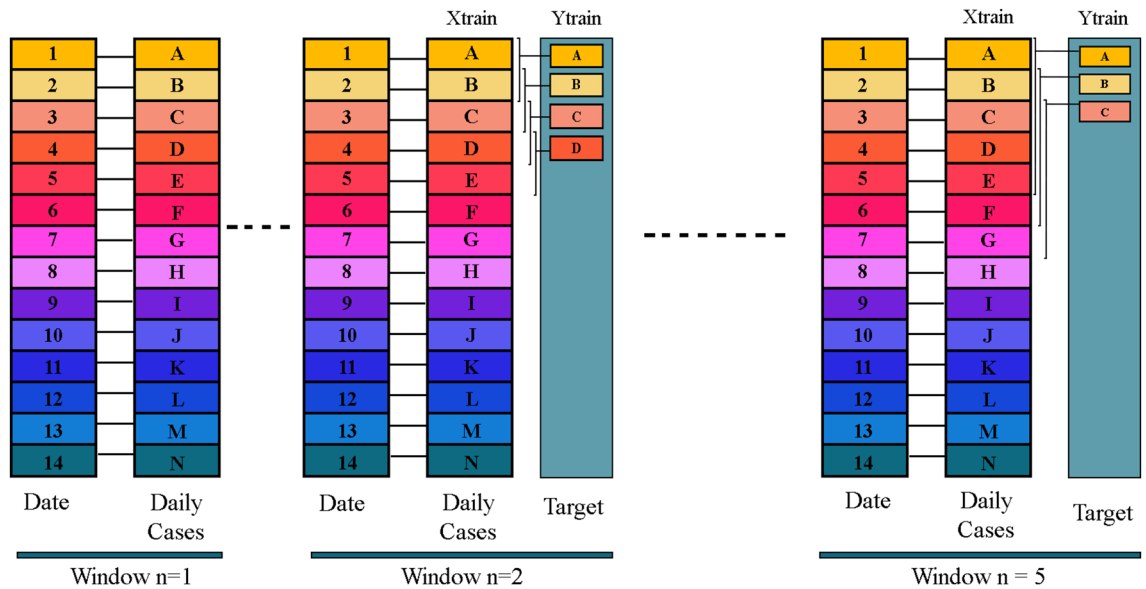 Xtrain Ytrain Xtrain Ytrain
1 A 1 A A 1 A A
2 B 2 B B 2 B B
3 C 3 C C 3 C C
4 D 4 D D 4 D
5 E 5 E 5 E
6 F 6 F 6 F
7 G 7 G 7 G
8 H 8 H 8 H
9 I 9 I 9 I
10 J 10 J 10 J
11 K 11 K 11 K
12 L 12 L 12 L
13 M 13 M 13 M
14 N 14 N 14 N
Date Daily Date Daily Target Date Daily Target
Cases Cases Cases
Window n=1 Window n=2 Window n = 5